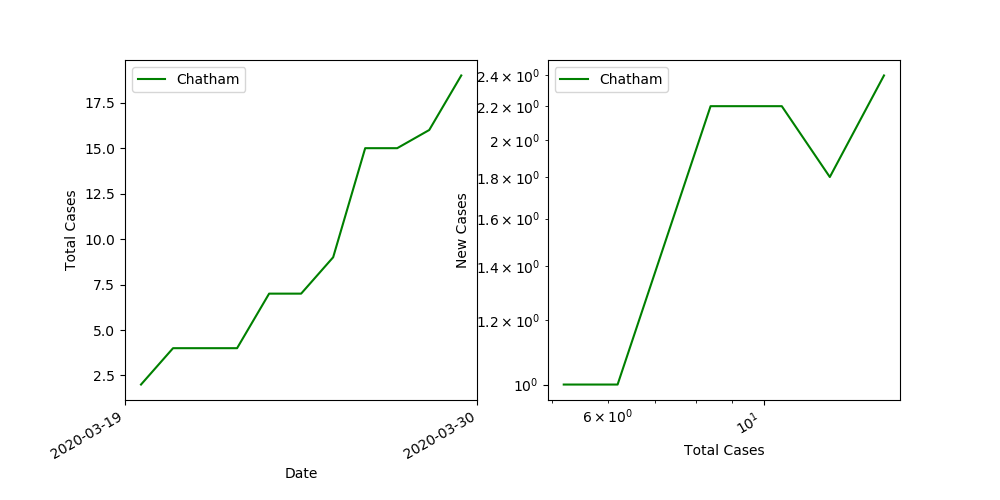 Chatham
17.5
15.0
12.5
10.0
7.5
5.0
2.5
Total Cases
2020-03-19
2020-03-30
Date
Chatham
2.4 × 10⁰
2.2 × 10⁰
2 × 10⁰
1.8 × 10⁰
1.6 × 10⁰
1.4 × 10⁰
1.2 × 10⁰
10⁰
New Cases
6 × 10⁰
10¹
Total Cases